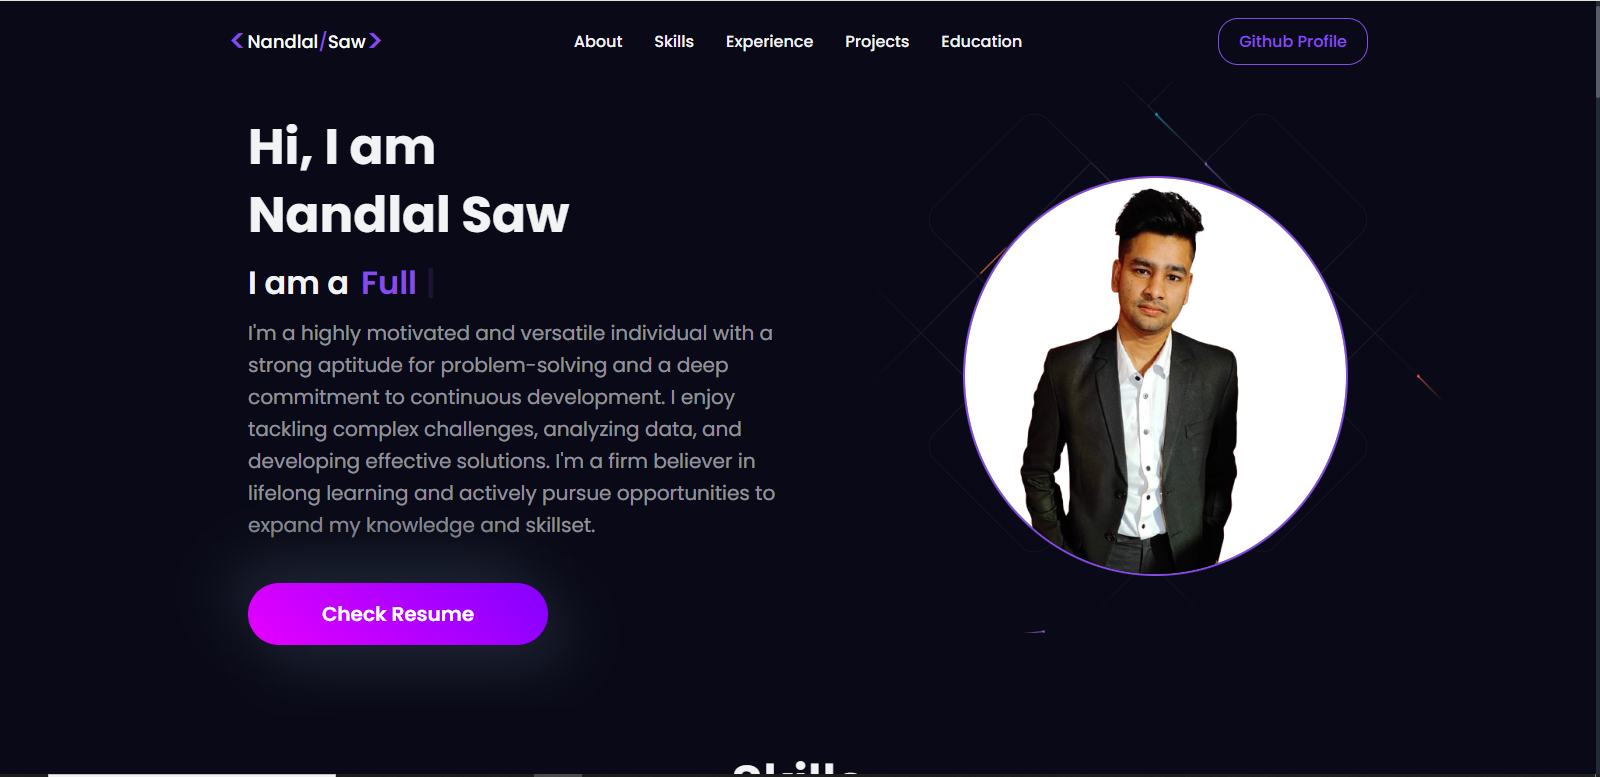 <Nandlal/Saw>
About Skills Experience Projects Education
Github Profile
Hi, I am
Nandlal Saw
I am a Full |
I'm a highly motivated and versatile individual with a
strong aptitude for problem-solving and a deep
commitment to continuous development. I enjoy
tackling complex challenges, analyzing data, and
developing effective solutions. I'm a firm believer in
lifelong learning and actively pursue opportunities to
expand my knowledge and skillset.
Check Resume
Skills